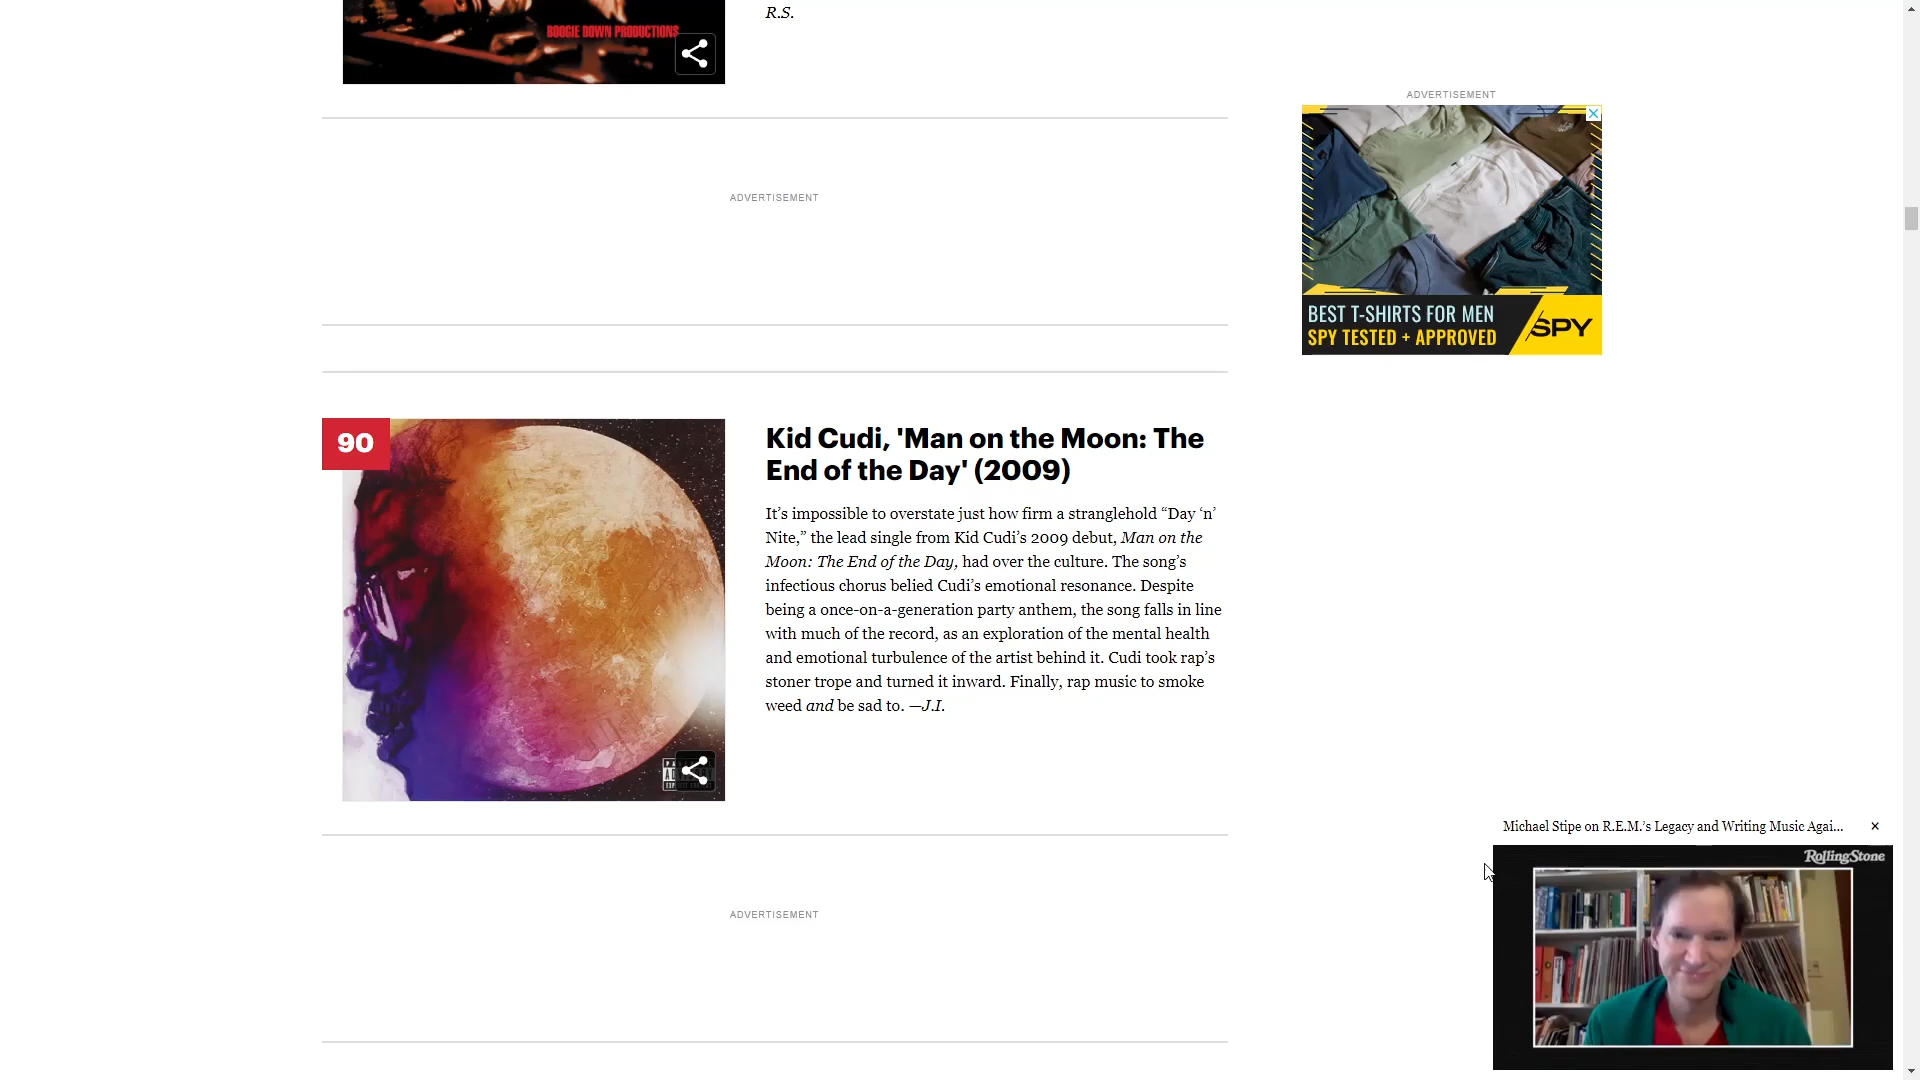 BOOGIE DOWN PRODUCTIONS
R.S.
ADVERTISEMENT
BEST T-SHIRTS FOR MEN
SPY TESTED + APPROVED
SPY
ADVERTISEMENT
90
Kid Cudi, 'Man on the Moon: The
End of the Day' (2009)
It’s impossible to overstate just how firm a stranglehold “Day ‘n’
Nite,” the lead single from Kid Cudi’s 2009 debut, Man on the
Moon: The End of the Day, had over the culture. The song’s
infectious chorus belied Cudi’s emotional resonance. Despite
being a once-on-a-generation party anthem, the song falls in line
with much of the record, as an exploration of the mental health
and emotional turbulence of the artist behind it. Cudi took rap’s
stoner trope and turned it inward. Finally, rap music to smoke
weed and be sad to. —J.I.
Michael Stipe on R.E.M.’s Legacy and Writing Music Agai...
RollingStone
ADVERTISEMENT